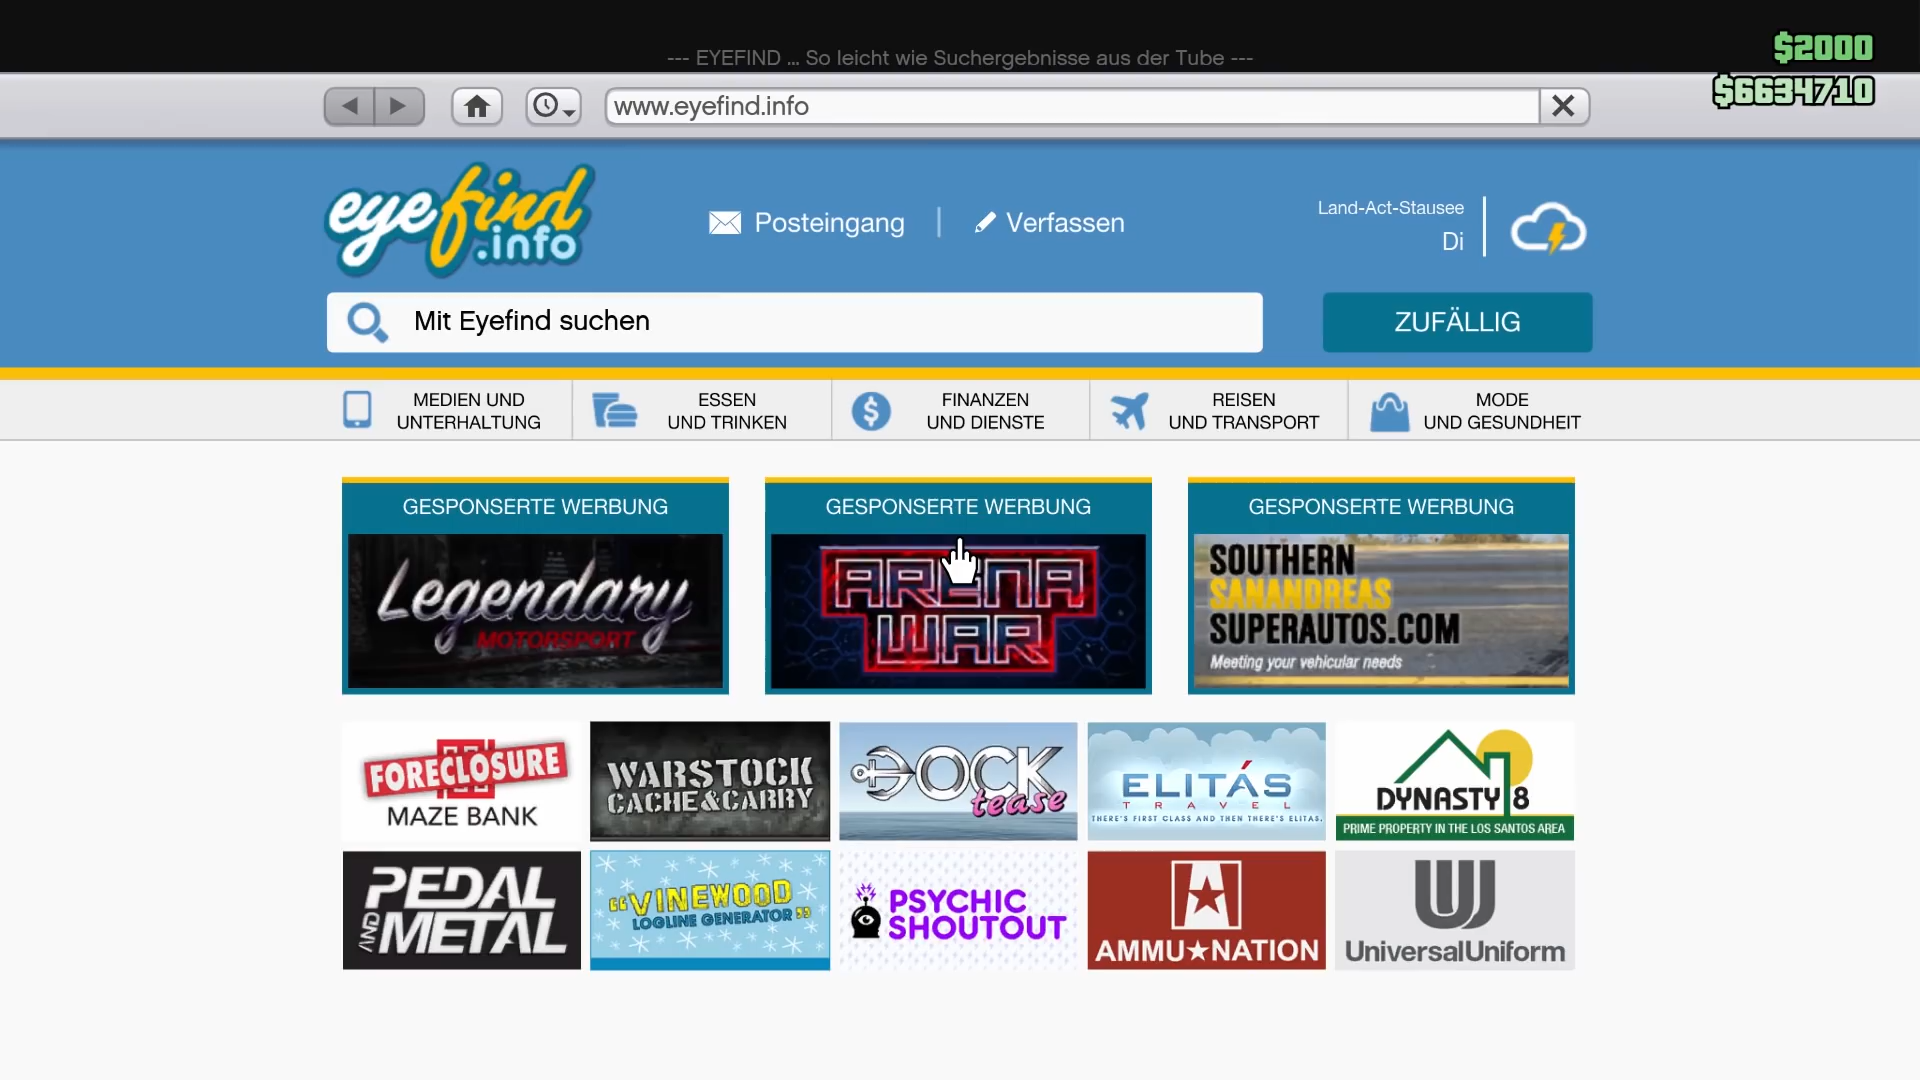 --- EYEFIND ... So leicht wie Suchergebnisse aus der Tube ---
$2000
$6634710
www.eyefind.info
eyefind
.info
Posteingang
Verfassen
Land-Act-Stausee
Di
Mit Eyefind suchen
ZUFÄLLIG
MEDIEN UND
UNTERHALTUNG
ESSEN
UND TRINKEN
FINANZEN
UND DIENSTE
REISEN
UND TRANSPORT
MODE
UND GESUNDHEIT
GESPONSERTE WERBUNG
Legendary
MOTORSPORT
GESPONSERTE WERBUNG
ARENA
WAR
GESPONSERTE WERBUNG
SOUTHERN
SANANDREAS
SUPERAUTOS.COM
Meeting your vehicular needs
FORECLOSURE
MAZE BANK
WARSTOCK
CACHE&CARRY
DOCK
tease
ELITÁS
TRAVEL
THERE'S FIRST CLASS AND THEN THERE'S ELITAS.
DYNASTY 8
PRIME PROPERTY IN THE LOS SANTOS AREA
PEDAL
AND METAL
"VINEWOOD
LOGLINE GENERATOR"
PSYCHIC
SHOUTOUT
AMMU★NATION
UniversalUniform